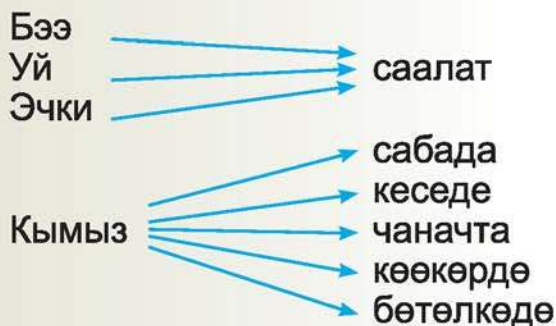 Бээ
Уй
Эчки
саалат
Кымыз
сабада
кеседе
чаначта
көөкөрдө
бөтөлкөдө